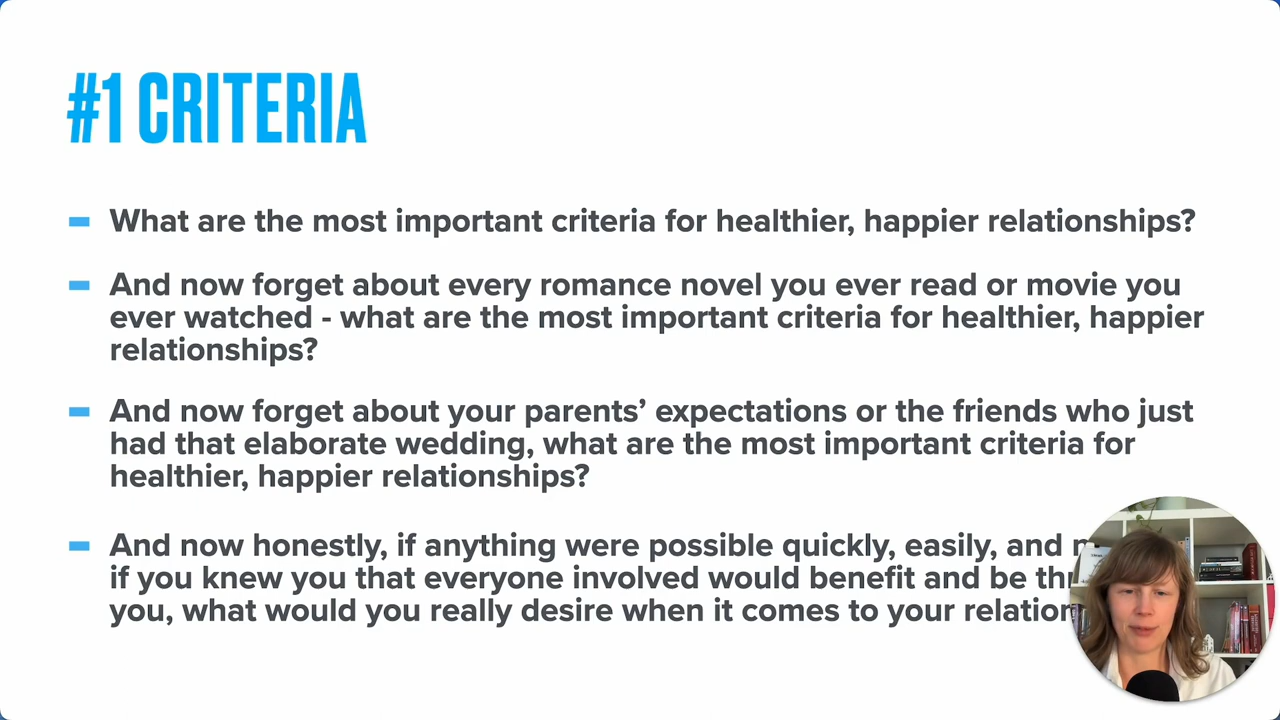 #1 CRITERIA
What are the most important criteria for healthier, happier relationships?
And now forget about every romance novel you ever read or movie you
ever watched - what are the most important criteria for healthier, happier
relationships?
And now forget about your parents’ expectations or the friends who just
had that elaborate wedding, what are the most important criteria for
healthier, happier relationships?
And now honestly, if anything were possible quickly, easily, and
if you knew you that everyone involved would benefit and be
you, what would you really desire when it comes to your